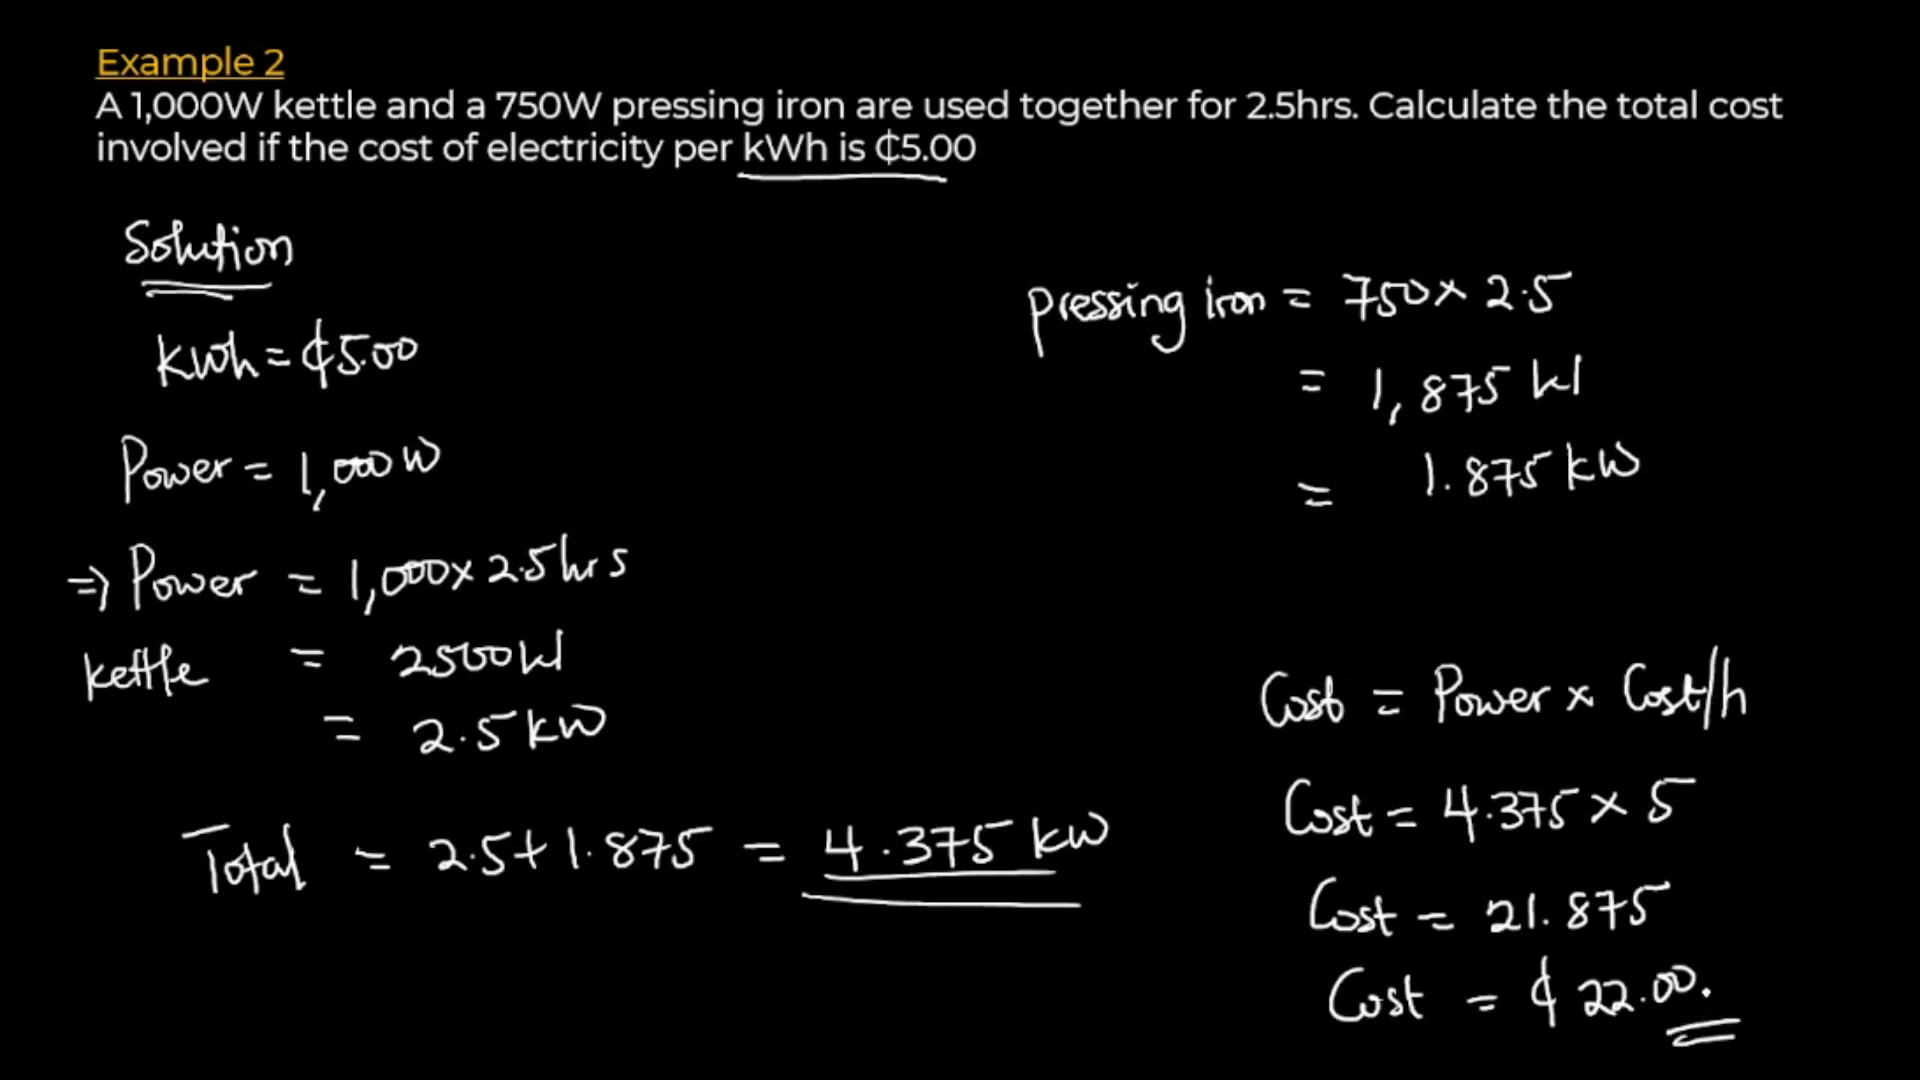 Example 2
A 1,000W kettle and a 750W pressing iron are used together for 2.5hrs. Calculate the total cost
involved if the cost of electricity per kWh is ₵5.00
Solution
kWh = ₵5.00
Power = 1,000 W
⇒ Power = 1,000 × 2.5 hrs
kettle = 2500 W
= 2.5 kW
Total = 2.5 + 1.875 = 4.375 kW
pressing iron = 750 × 2.5
= 1,875 W
= 1.875 kW
Cost = Power × Cost/h
Cost = 4.375 × 5
Cost = 21.875
Cost = ₵ 22.00.